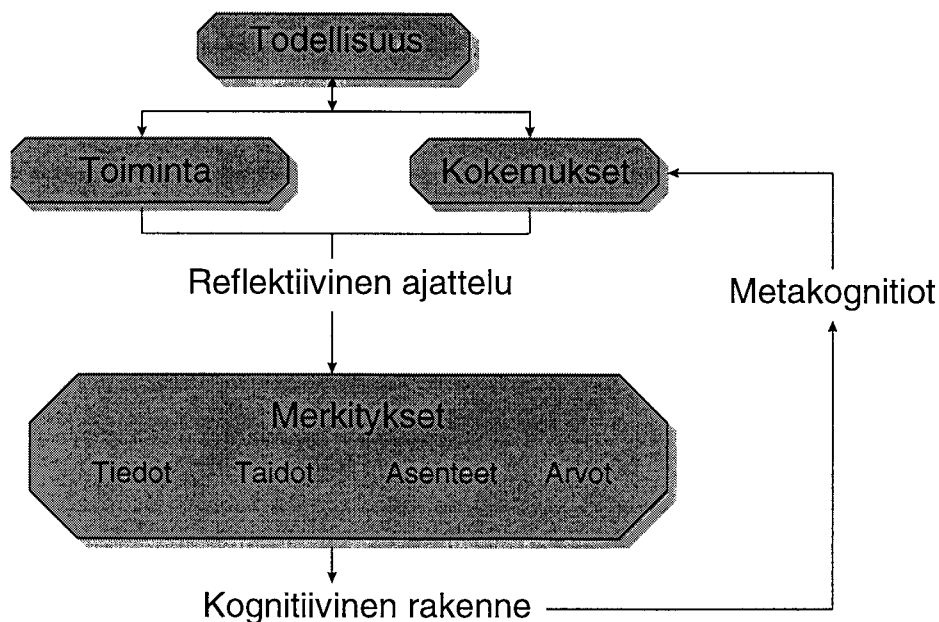 Todellisuus
Toiminta
Kokemukset
Reflektiivinen ajattelu
Metakognitiot
Merkitykset
Tiedot Taidot Asenteet Arvot
Kognitiivinen rakenne